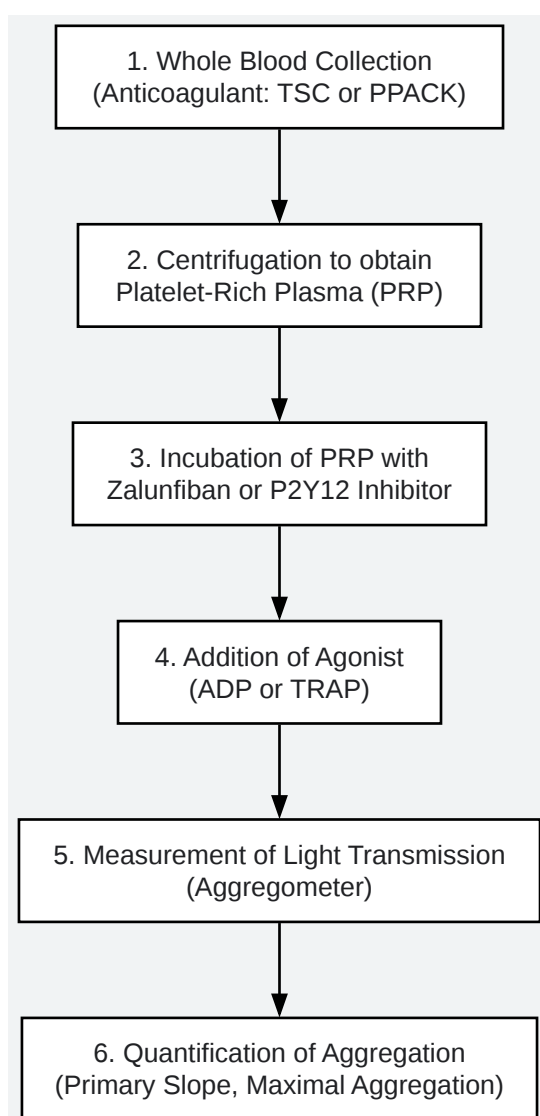 1. Whole Blood Collection
(Anticoagulant: TSC or PPACK)
2. Centrifugation to obtain
Platelet-Rich Plasma (PRP)
3. Incubation of PRP with
Zalunfiban or P2Y12 Inhibitor
4. Addition of Agonist
(ADP or TRAP)
5. Measurement of Light Transmission
(Aggregometer)
6. Quantification of Aggregation
(Primary Slope, Maximal Aggregation)